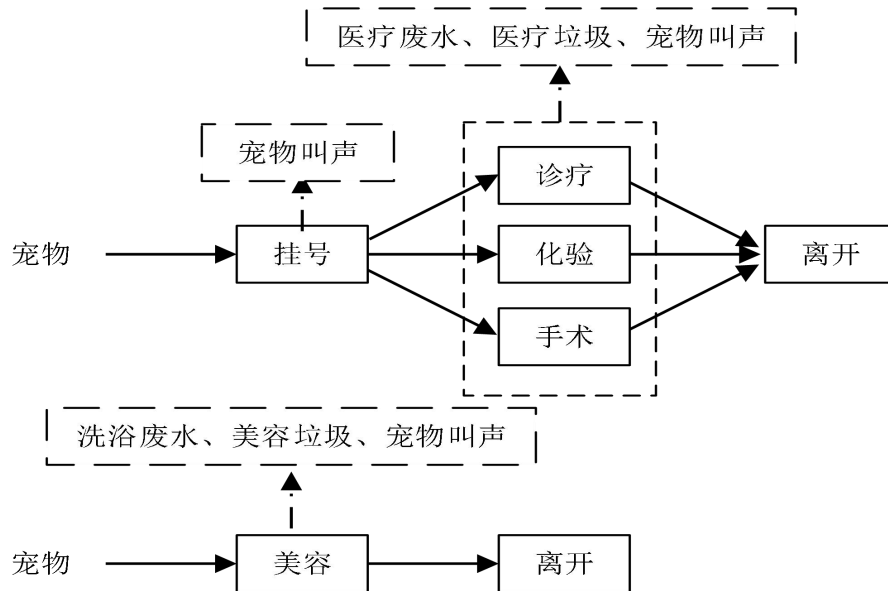 医疗废水、医疗垃圾、宠物叫声
宠物叫声
诊疗
宠物
挂号
化验
离开
手术
洗浴废水、美容垃圾、宠物叫声
宠物
美容
离开